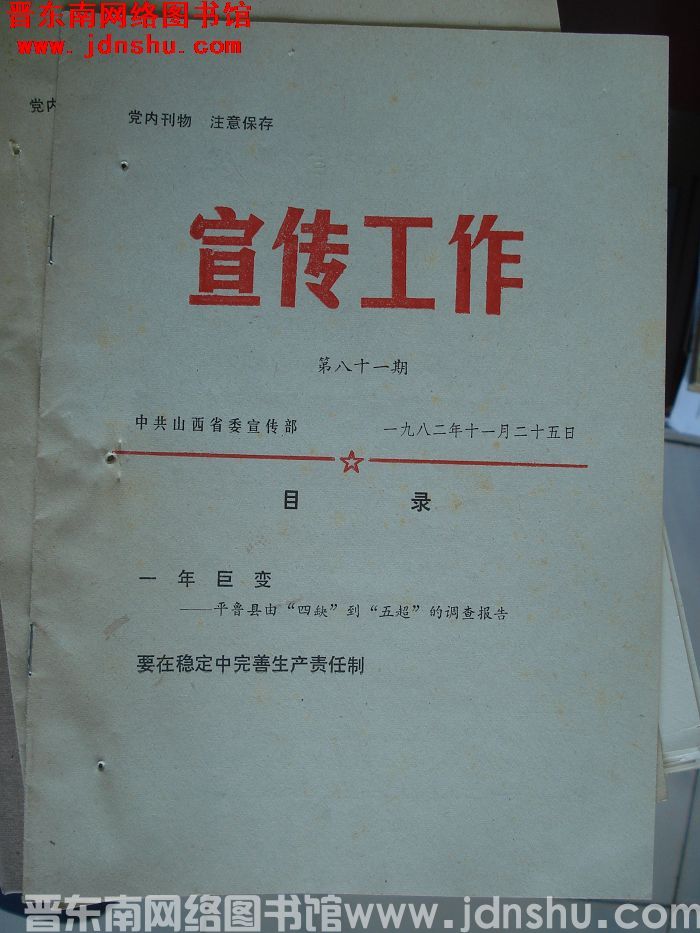 晋东南网络图书馆
www.jdnshu.com
党内
党内刊物 注意保存
宣传工作
第八十一期
中共山西省委宣传部 一九八二年十一月二十五日
目 录
一年巨变
——平鲁县由“四缺”到“五超”的调查报告
要在稳定中完善生产责任制
晋东南网络图书馆www.jdnshu.com